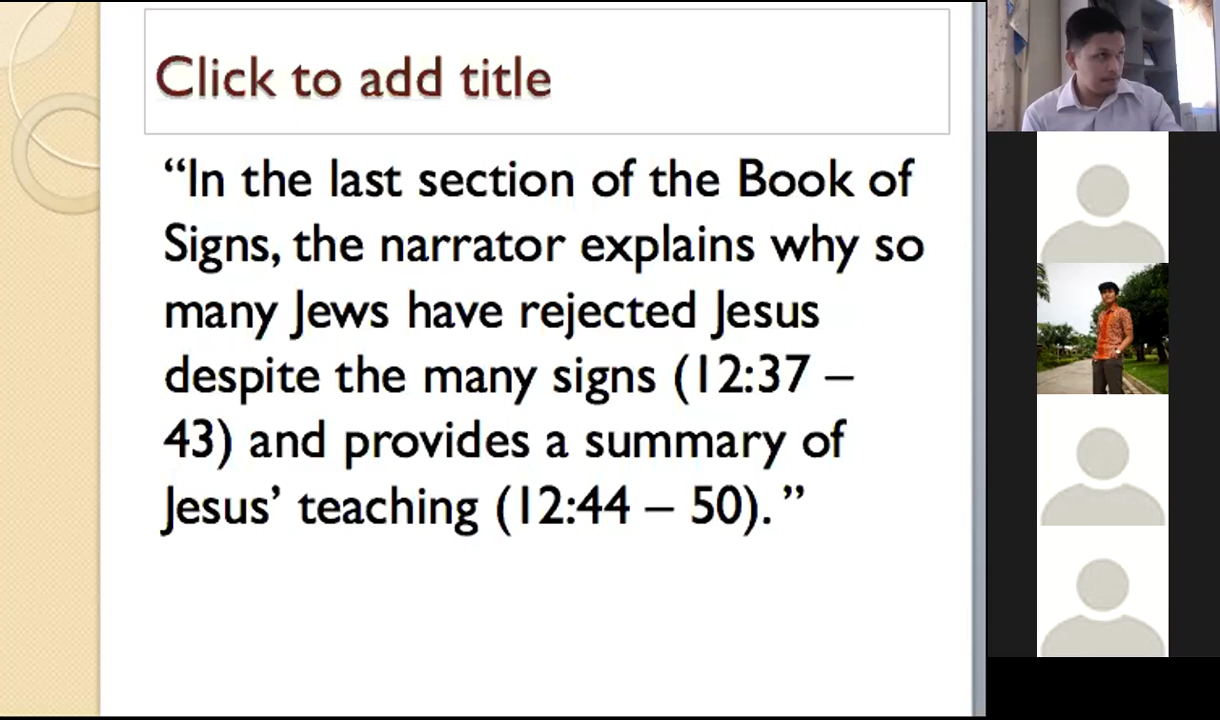 Click to add title
“In the last section of the Book of
Signs, the narrator explains why so
many Jews have rejected Jesus
despite the many signs (12:37 –
43) and provides a summary of
Jesus’ teaching (12:44 – 50). ”